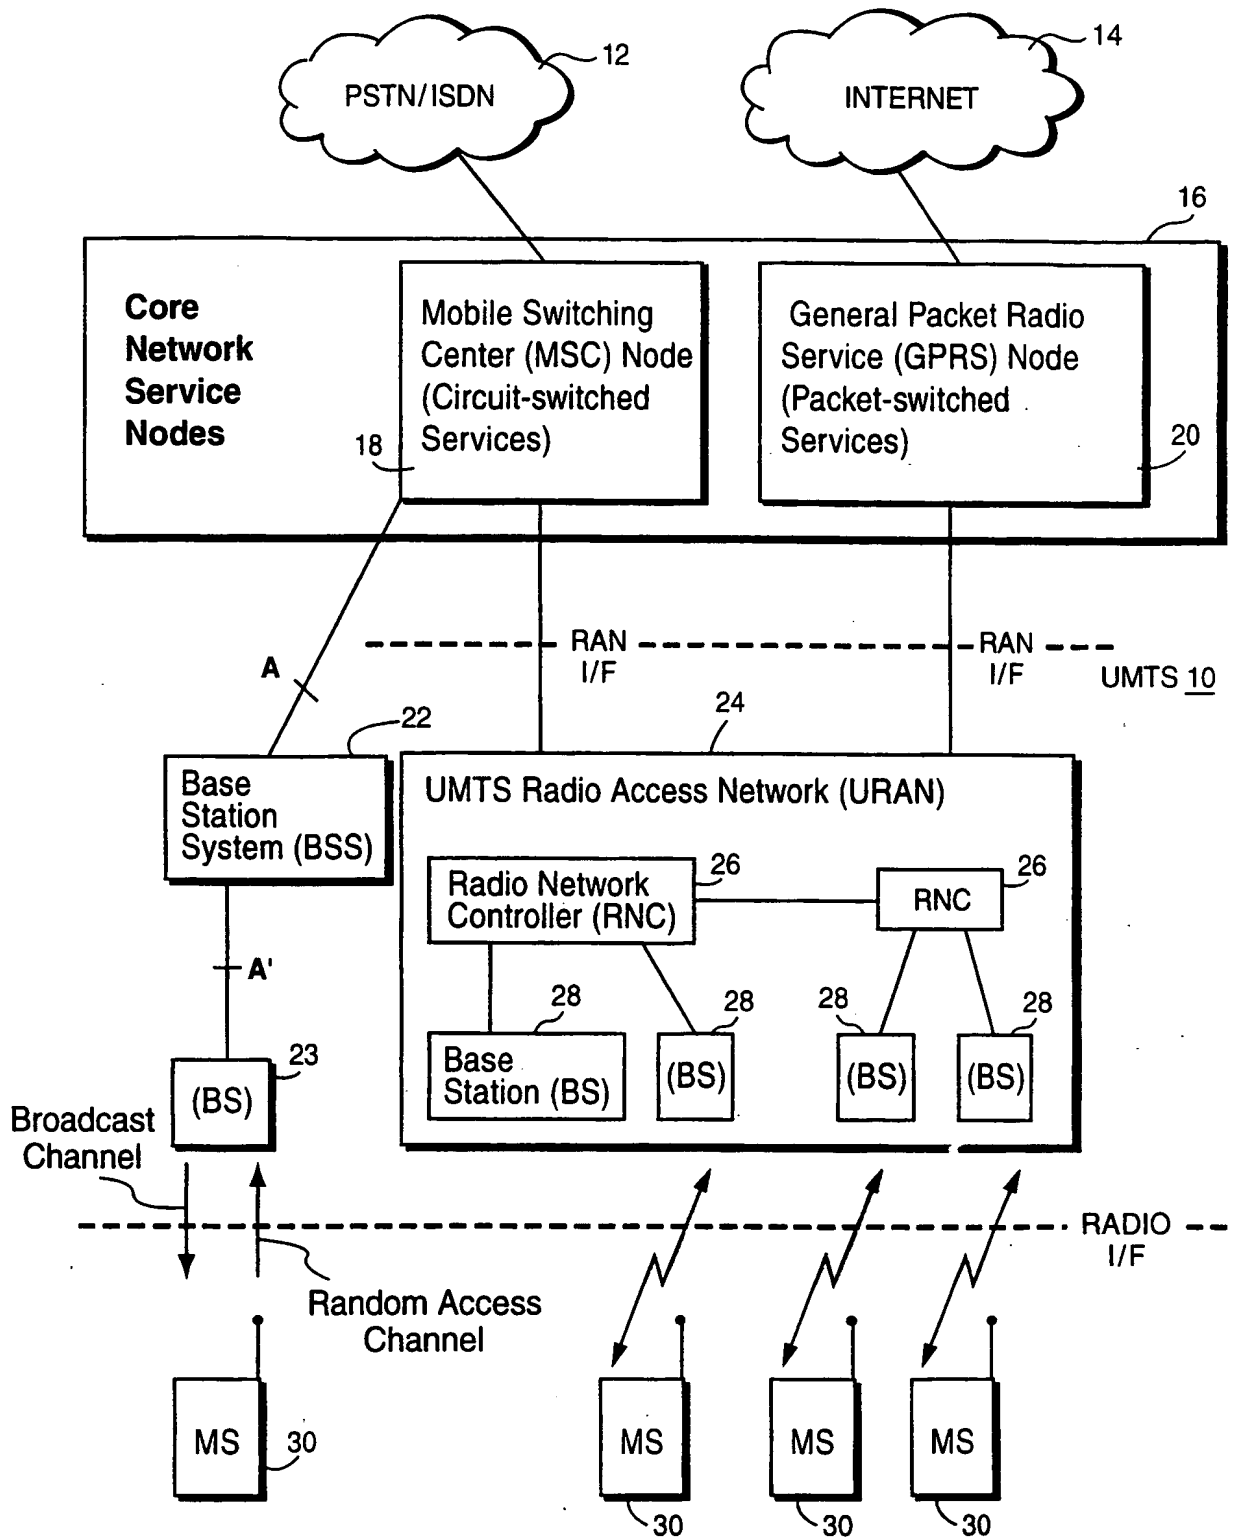 12
14
PSTN/ISDN
INTERNET
16
Core
Network
Service
Nodes
Mobile Switching
Center (MSC) Node
(Circuit-switched
Services)
18
General Packet Radio
Service (GPRS) Node
(Packet-switched
Services)
20
RAN
I/F
RAN
I/F
UMTS 10
A
22
24
Base
Station
System (BSS)
UMTS Radio Access Network (URAN)
26
Radio Network
Controller (RNC)
26
RNC
A'
28
28
28
28
Base
Station (BS)
(BS)
(BS)
(BS)
23
(BS)
Broadcast
Channel
RADIO
I/F
Random Access
Channel
MS
30
MS
30
MS
30
MS
30